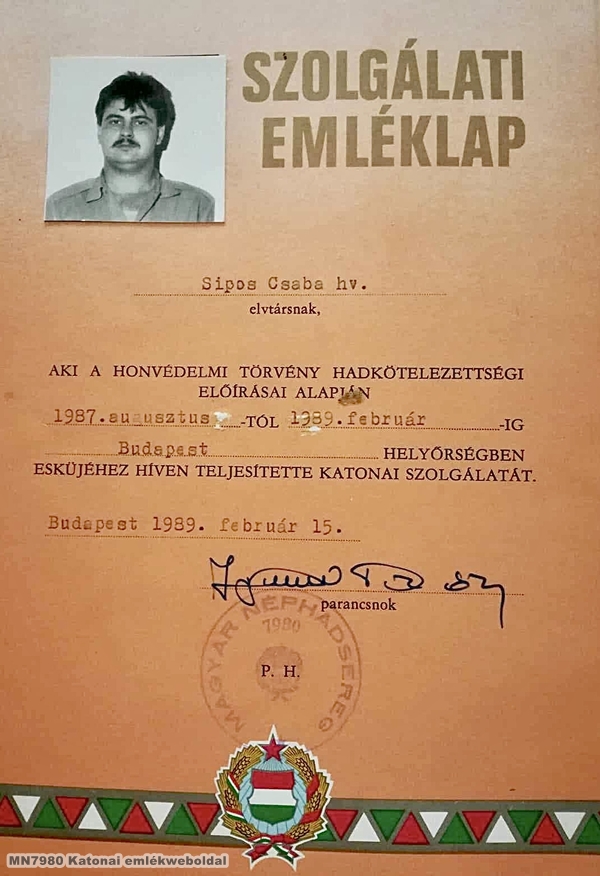 SZOLGÁLATI
EMLÉKLAP
Sipos Csaba hv.
elvtársnak,
AKI A HONVÉDELMI TÖRVÉNY HADKÖTELEZETTSÉGI
ELŐÍRÁSAI ALAPJÁN
1987.augusztus -TÓL 1989.február -IG
Budapest HELYŐRSÉGBEN
ESKÜJÉHEZ HÍVEN TELJESÍTETTE KATONAI SZOLGÁLATÁT.
Budapest 1989. február 15.
parancsnok
MAGYAR NÉPHADSEREG
7980
P. H.
MN7980 Katonai emlékweboldal